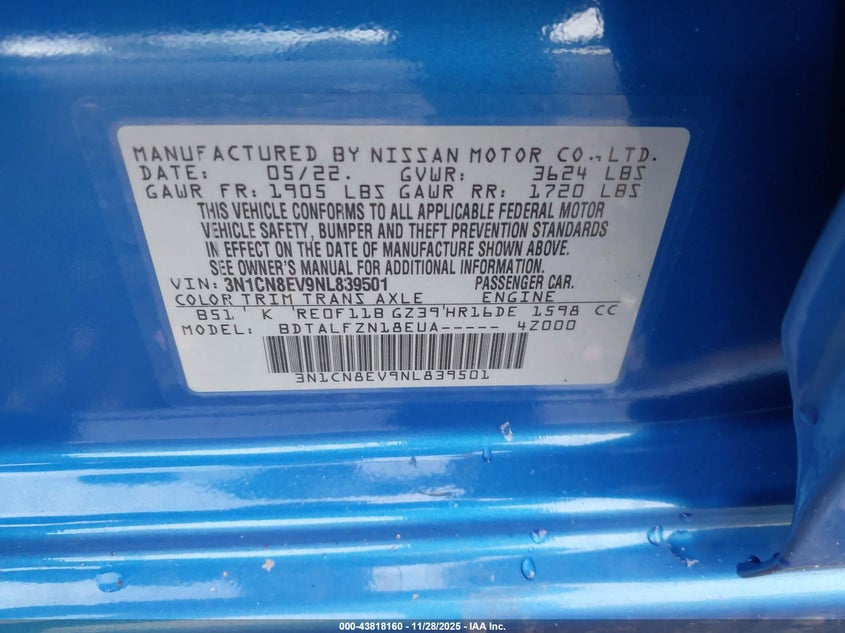 MANUFACTURED BY NISSAN MOTOR CO., LTD.
DATE: 05/22. GVWR: 3624 LBS
GAWR FR: 1905 LBS GAWR RR: 1720 LBS
THIS VEHICLE CONFORMS TO ALL APPLICABLE FEDERAL MOTOR
VEHICLE SAFETY, BUMPER AND THEFT PREVENTION STANDARDS
IN EFFECT ON THE DATE OF MANUFACTURE SHOWN ABOVE.
SEE OWNER'S MANUAL FOR ADDITIONAL INFORMATION.
VIN: 3N1CN8EV9NL839501 PASSENGER CAR.
COLOR TRIM TRANS AXLE ENGINE
B51 ' K 'RE0F11B GZ39'HR16DE 1598 CC
MODEL: BDTALFZN18EUA----- 4Z000
3N1CN8EV9NL839501
000-43818160 — 11/28/2025 — IAA Inc.